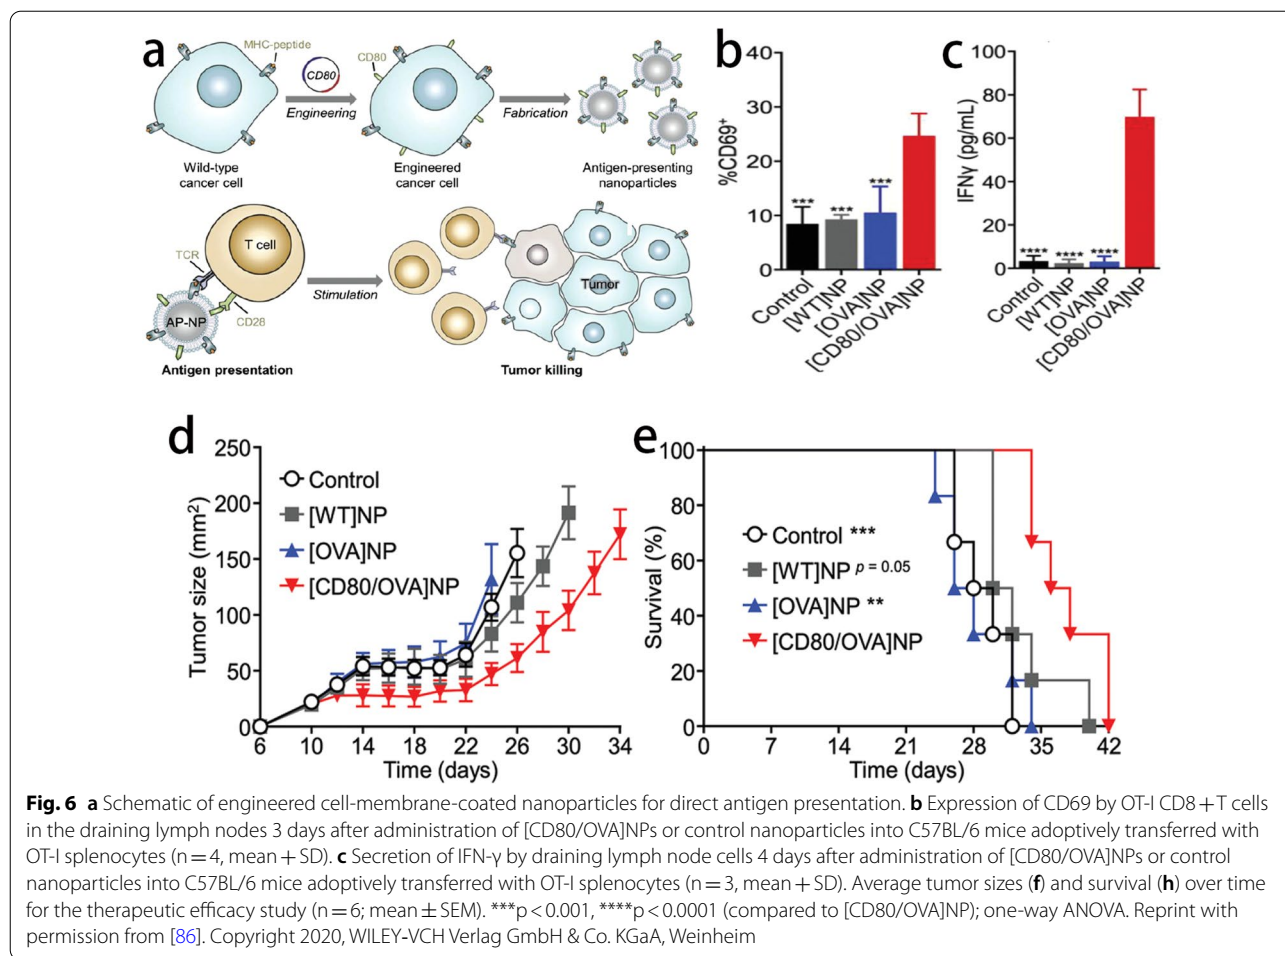 a
MHC-peptide
CD80
CD80
Engineering
Fabrication
Wild-type
cancer cell
Engineered
cancer cell
Antigen-presenting
nanoparticles
T cell
TCR
AP-NP
CD28
Stimulation
Tumor
Antigen presentation
Tumor killing
b
%CD69+
40
30
20
10
0
***
***
***
Control
[WT]NP
[OVA]NP
[CD80/OVA]NP
c
IFNγ (pg/mL)
100
80
60
40
20
0
****
****
****
Control
[WT]NP
[OVA]NP
[CD80/OVA]NP
d
Tumor size (mm2)
250
200
150
100
50
0
Control
[WT]NP
[OVA]NP
[CD80/OVA]NP
6 10 14 18 22 26 30 34
Time (days)
e
Survival (%)
100
80
60
40
20
0
Control ***
[WT]NP p = 0.05
[OVA]NP **
[CD80/OVA]NP
0 7 14 21 28 35 42
Time (days)
Fig. 6 a Schematic of engineered cell-membrane-coated nanoparticles for direct antigen presentation. b Expression of CD69 by OT-I CD8+T cells
in the draining lymph nodes 3 days after administration of [CD80/OVA]NPs or control nanoparticles into C57BL/6 mice adoptively transferred with
OT-I splenocytes (n=4, mean+SD). c Secretion of IFN-γ by draining lymph node cells 4 days after administration of [CD80/OVA]NPs or control
nanoparticles into C57BL/6 mice adoptively transferred with OT-I splenocytes (n=3, mean+SD). Average tumor sizes (f) and survival (h) over time
for the therapeutic efficacy study (n=6; mean±SEM). ***p<0.001, ****p<0.0001 (compared to [CD80/OVA]NP); one-way ANOVA. Reprint with
permission from [86]. Copyright 2020, WILEY-VCH Verlag GmbH & Co. KGaA, Weinheim